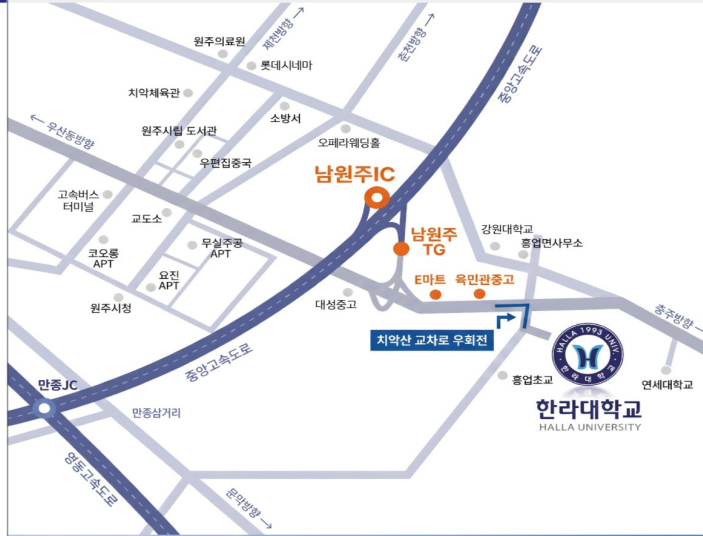 원주의료원
제천방향 →
춘천방향 →
롯데시네마
중앙고속도로
치악체육관
소방서
← 우산동방향
원주시립 도서관
오페라웨딩홀
우편집중국
남원주IC
고속버스
터미널
교도소
강원대학교
남원주
TG
흥업면사무소
코오롱
APT
무실주공
APT
요진
APT
E마트
육민관중고
원주시청
대성중고
충주방향 →
치악산 교차로 우회전
HALLA 1993 UNIV.
한라대학교
중앙고속도로
만종JC
흥업초교
연세대학교
한라대학교
HALLA UNIVERSITY
만종삼거리
영동고속도로
문막방향 →